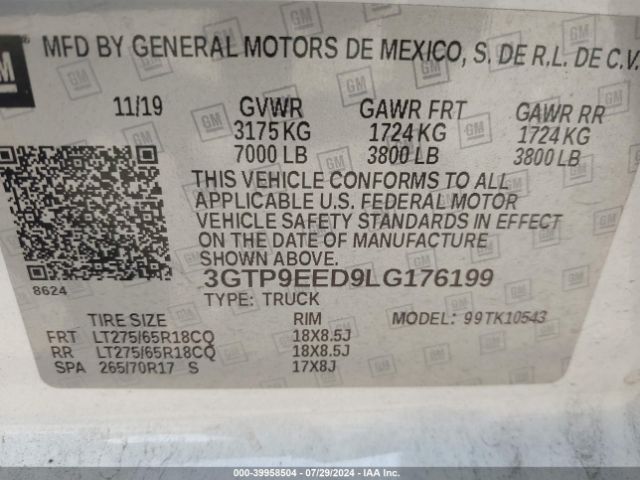 GM ®
MFD BY GENERAL MOTORS DE MEXICO, S. DE R.L. DE C.V.
11/19 GVWR GAWR FRT GAWR RR
3175 KG 1724 KG 1724 KG
7000 LB 3800 LB 3800 LB
THIS VEHICLE CONFORMS TO ALL
APPLICABLE U.S. FEDERAL MOTOR
VEHICLE SAFETY STANDARDS IN EFFECT
ON THE DATE OF MANUFACTURE
SHOWN ABOVE.
3GTP9EED9LG176199
8624
TYPE: TRUCK
TIRE SIZE RIM MODEL: 99TK10543
FRT LT275/65R18CQ 18X8.5J
RR LT275/65R18CQ 18X8.5J
SPA 265/70R17 S 17X8J
000-39958504 / 07/29/2024 - IAA Inc.